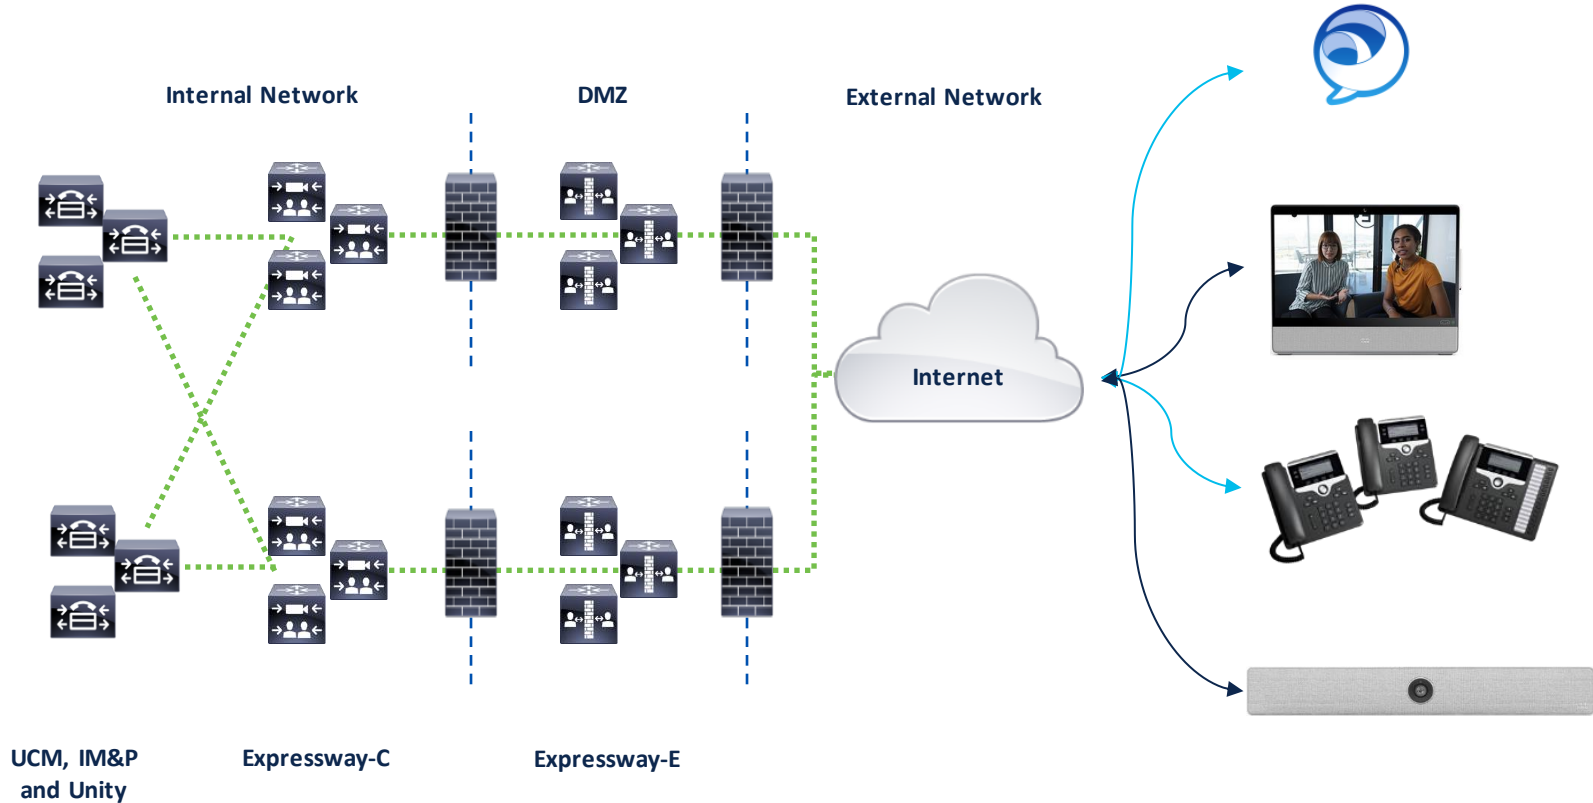 Internal Network
DMZ
External Network
Internet
UCM, IM&P
and Unity
Expressway-C
Expressway-E